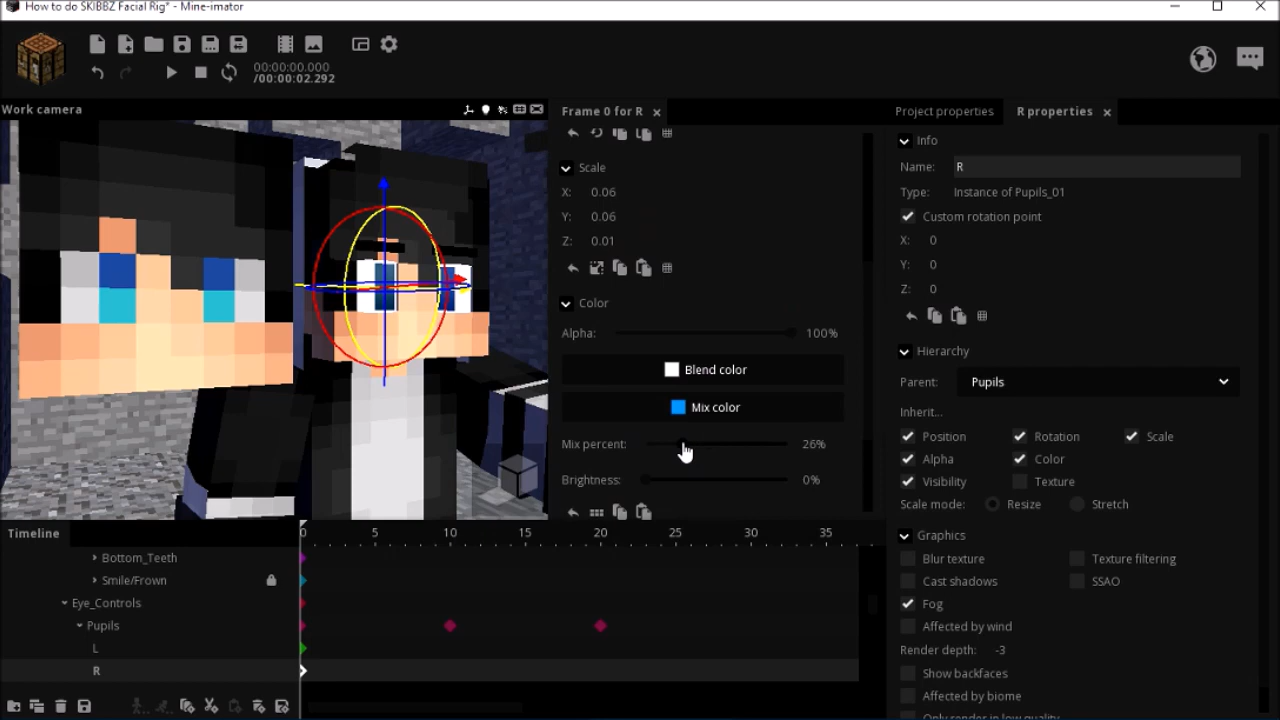 How to do SKIBBZ Facial Rig* - Mine-imator
00:00:00.000
/00:00:02.292
Work camera
Frame 0 for R
Project properties
R properties
Scale
X: 0.06
Y: 0.06
Z: 0.01
Color
Alpha: 100%
Blend color
Mix color
Mix percent: 26%
Brightness: 0%
Info
Name: R
Type: Instance of Pupils_01
Custom rotation point
X: 0
Y: 0
Z: 0
Hierarchy
Parent: Pupils
Inherit...
Position Rotation Scale
Alpha Color
Visibility Texture
Scale mode: Resize Stretch
Graphics
Blur texture Texture filtering
Cast shadows SSAO
Fog
Affected by wind
Render depth: -3
Show backfaces
Affected by biome
Only render in low quality
Timeline
0 5 10 15 20 25 30 35
Bottom_Teeth
Smile/Frown
Eye_Controls
Pupils
L
R